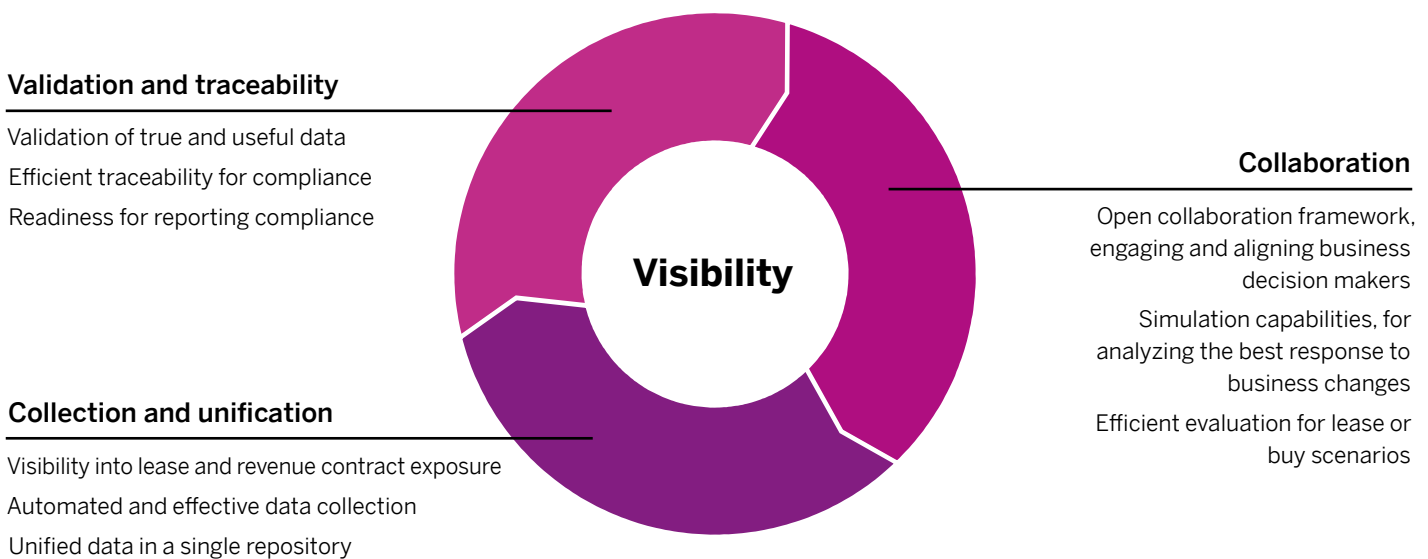 Validation and traceability
Validation of true and useful data
Efficient traceability for compliance
Readiness for reporting compliance
Visibility
Collaboration
Open collaboration framework,
engaging and aligning business
decision makers
Simulation capabilities, for
analyzing the best response to
business changes
Efficient evaluation for lease or
buy scenarios
Collection and unification
Visibility into lease and revenue contract exposure
Automated and effective data collection
Unified data in a single repository